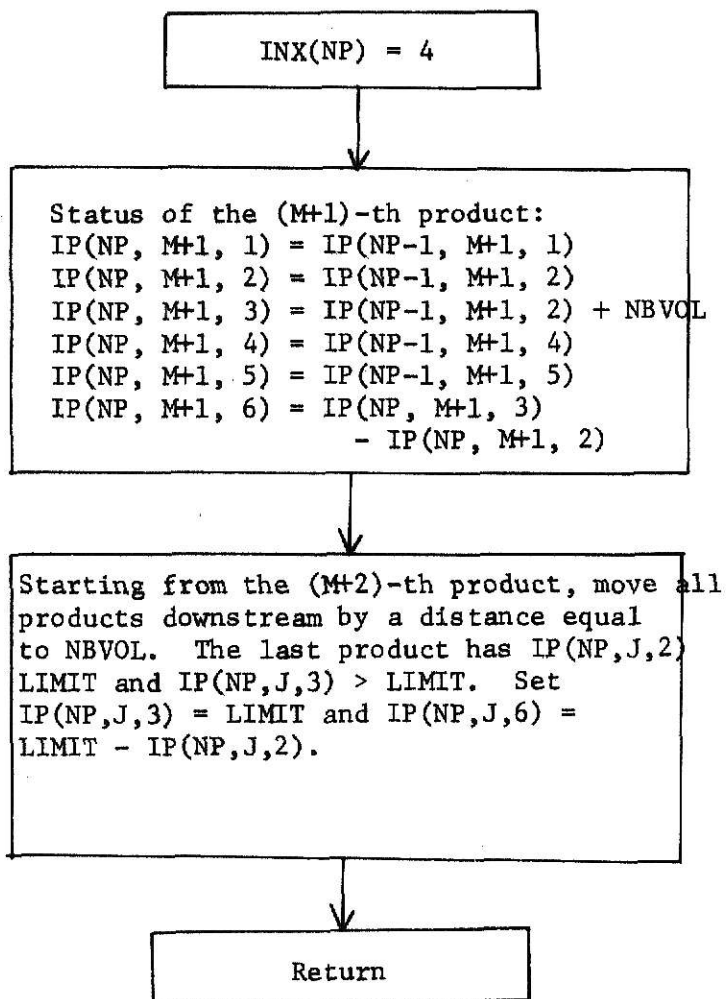 INX(NP) = 4
Status of the (M+1)-th product:
IP(NP, M+1, 1) = IP(NP-1, M+1, 1)
IP(NP, M+1, 2) = IP(NP-1, M+1, 2)
IP(NP, M+1, 3) = IP(NP-1, M+1, 2) + NBVOL
IP(NP, M+1, 4) = IP(NP-1, M+1, 4)
IP(NP, M+1, 5) = IP(NP-1, M+1, 5)
IP(NP, M+1, 6) = IP(NP, M+1, 3)
- IP(NP, M+1, 2)
Starting from the (M+2)-th product, move all
products downstream by a distance equal
to NBVOL. The last product has IP(NP,J,2)
LIMIT and IP(NP,J,3) > LIMIT. Set
IP(NP,J,3) = LIMIT and IP(NP,J,6) =
LIMIT - IP(NP,J,2).
Return